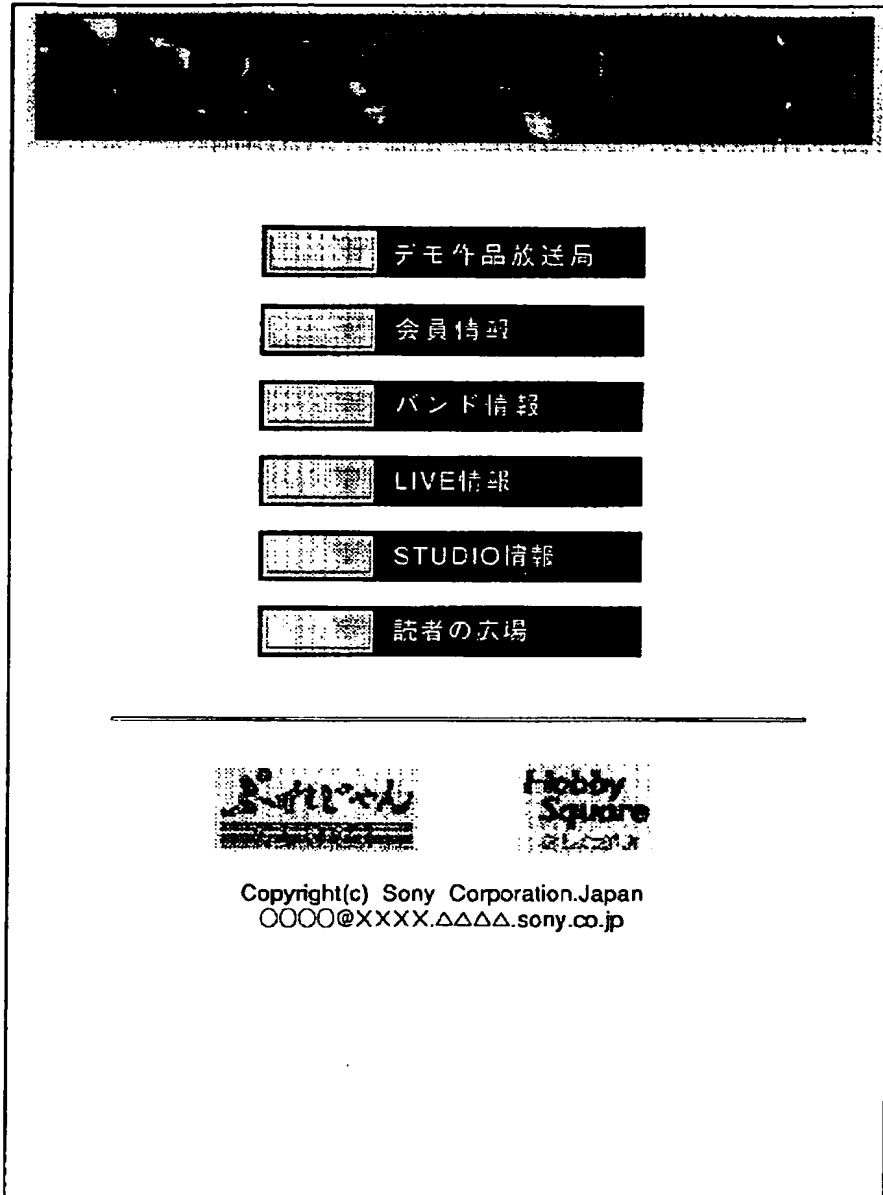 デモ作品放送局
会員情報
バンド情報
LIVE情報
STUDIO情報
読者の広場
Hobby
Square
Copyright(c) Sony Corporation.Japan
○○○○@××××.△△△△.sony.co.jp